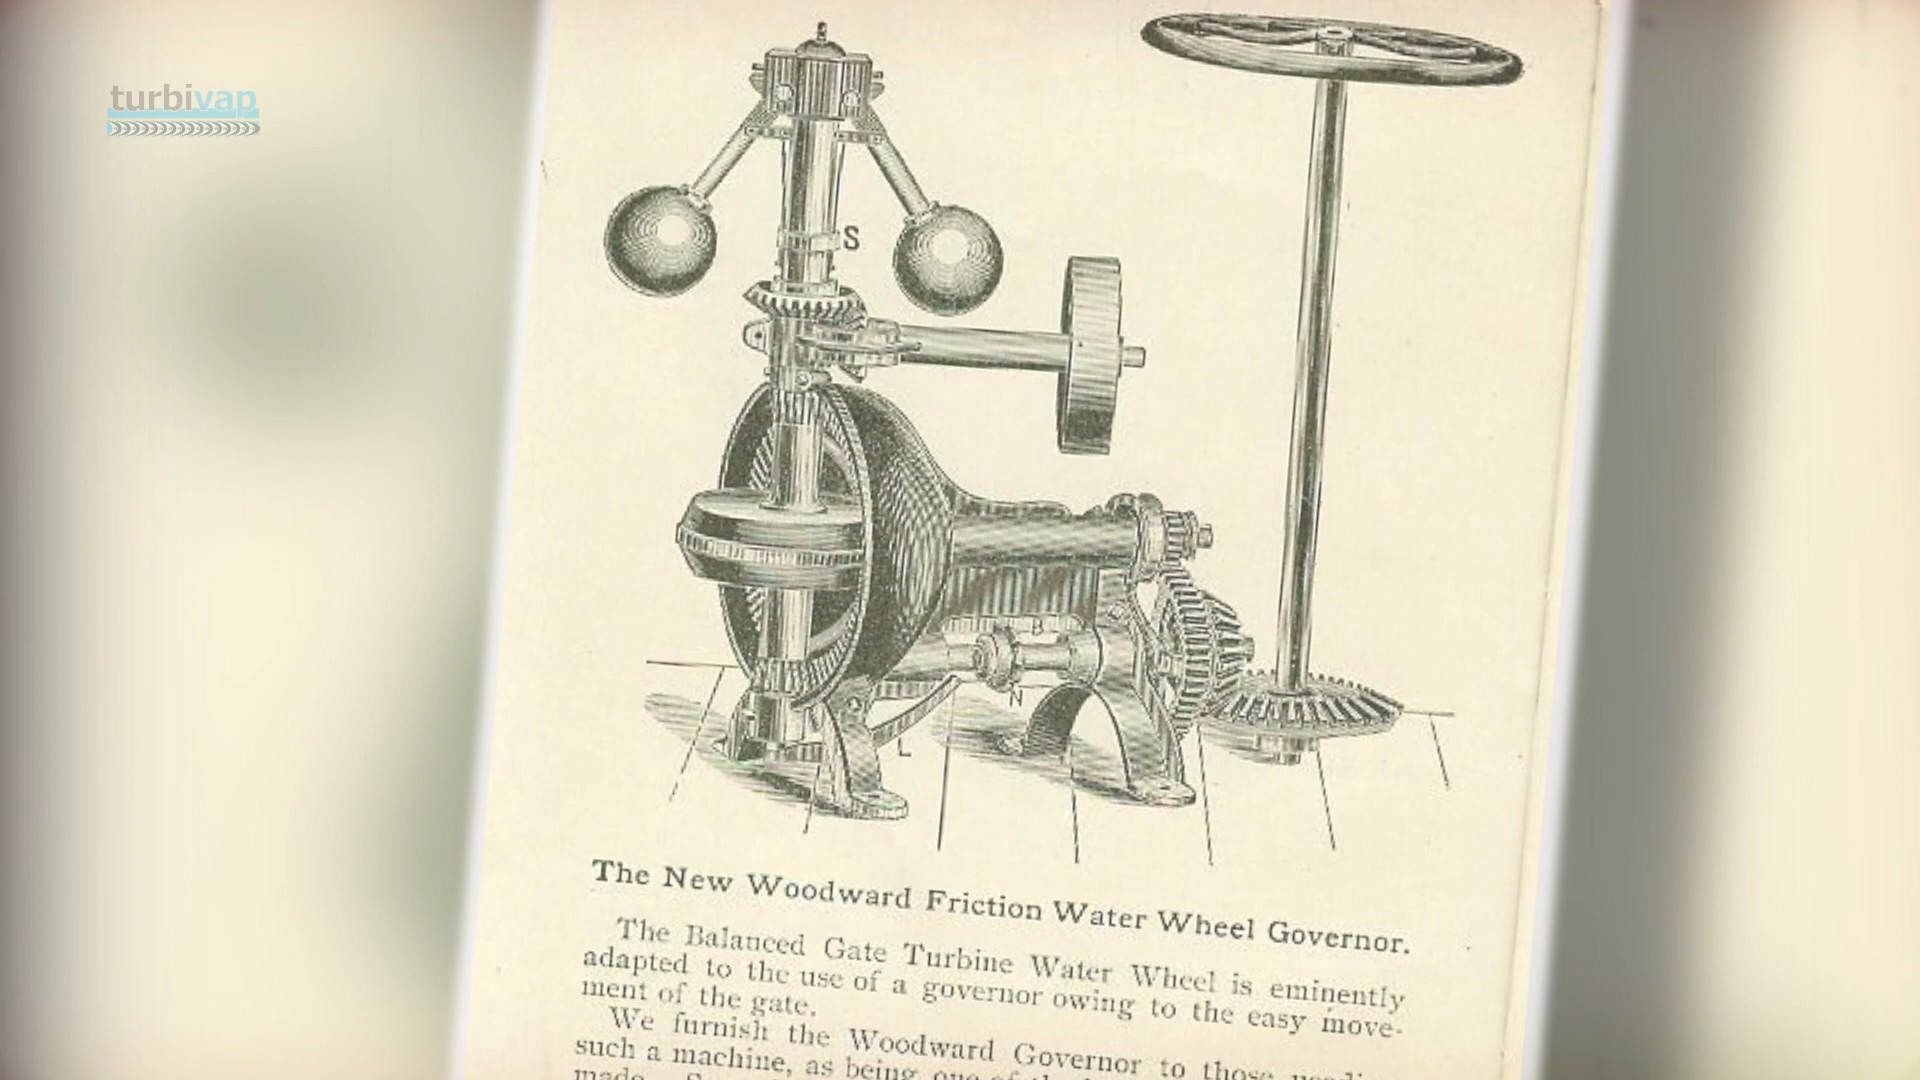 turbivap
S
B
N
L
The New Woodward Friction Water Wheel Governor.
The Balanced Gate Turbine Water Wheel is eminently
adapted to the use of a governor owing to the easy move-
ment of the gate.
We furnish the Woodward Governor to those
such a machine, as being one of the
made.